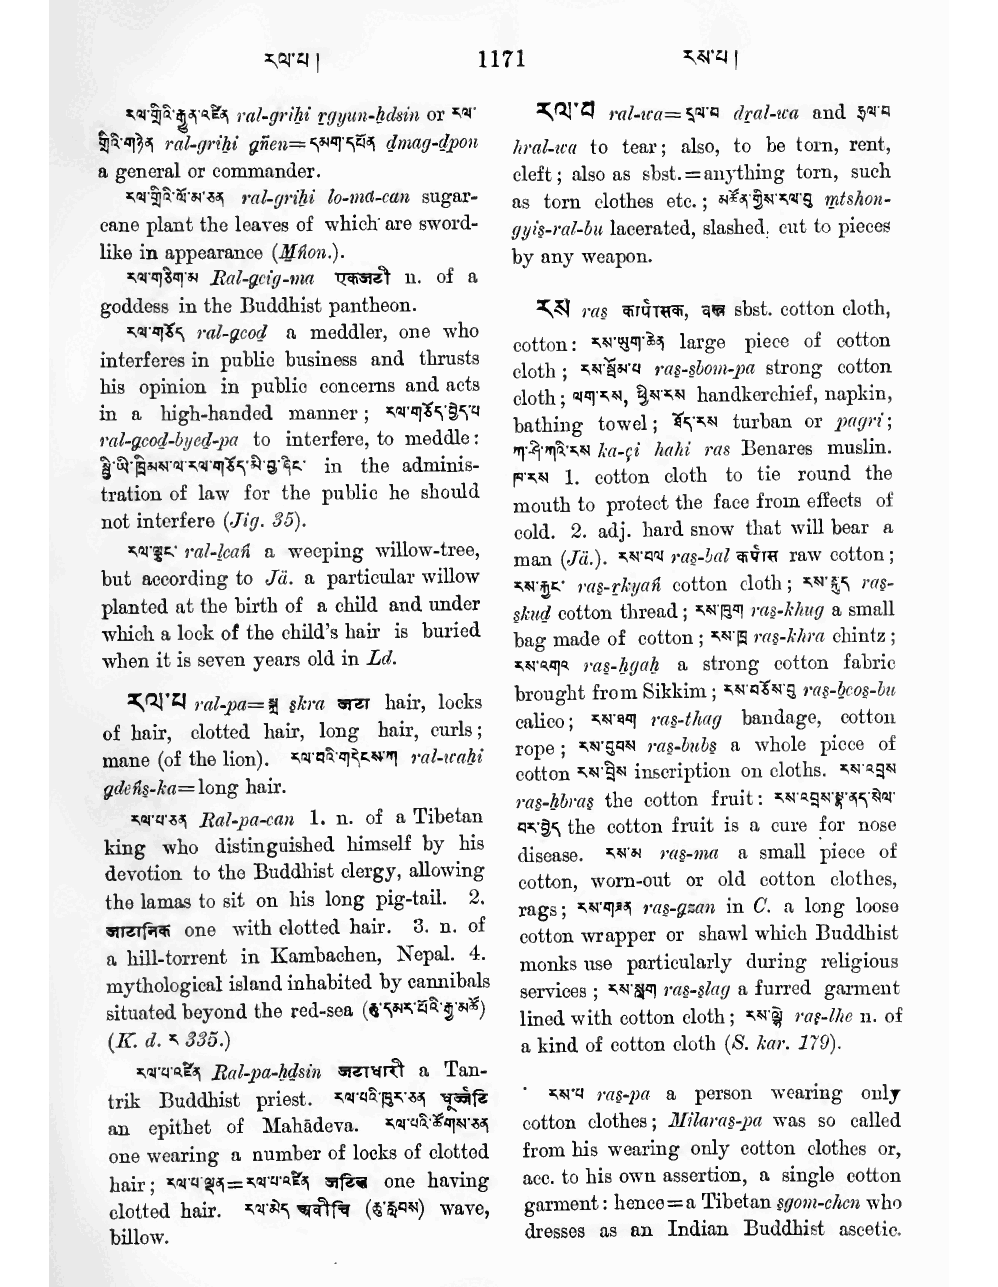 རལ་པ། 1171 རས་པ།
རལ་གྲིའི་རྒྱུན་འཛིན ral-griḥi rgyun-ḥdsin or རལ་
གྲིའི་གཉེན ral-griḥi gñen=དམག་དཔོན dmag-dpon
a general or commander.
རལ་གྲིའི་ལོ་མ་ཅན ral-griḥi lo-ma-can sugar-
cane plant the leaves of which are sword-
like in appearance (Mṅon.).
རལ་གཅིག་མ Ral-gcig-ma एकजटी n. of a
goddess in the Buddhist pantheon.
རལ་གཅོད ral-gcod a meddler, one who
interferes in public business and thrusts
his opinion in public concerns and acts
in a high-handed manner; རལ་གཅོད་བྱེད་པ
ral-gcod-byed-pa to interfere, to meddle:
སྤྱི་ཡི་ཁྲིམས་ལ་རལ་གཅོད་མི་བྱ་ཞིང་ in the adminis-
tration of law for the public he should
not interfere (Jig. 35).
རལ་ལྕང་ ral-lcaṅ a weeping willow-tree,
but according to Jä. a particular willow
planted at the birth of a child and under
which a lock of the child's hair is buried
when it is seven years old in Ld.
རལ་པ ral-pa=སྐྲ skra जटा hair, locks
of hair, clotted hair, long hair, curls;
mane (of the lion). རལ་བའི་གདེངས་ཀ ral-waḥi
gdeṅs-ka=long hair.
རལ་པ་ཅན Ral-pa-can 1. n. of a Tibetan
king who distinguished himself by his
devotion to the Buddhist clergy, allowing
the lamas to sit on his long pig-tail. 2.
जाटानिक one with clotted hair. 3. n. of
a hill-torrent in Kambachen, Nepal. 4.
mythological island inhabited by cannibals
situated beyond the red-sea (ཆུ་དམར་པོའི་རྒྱ་མཚོ)
(K. d. ར 335.)
རལ་པ་འཛིན Ral-pa-ḥdsin जटाधारी a Tan-
trik Buddhist priest. རལ་པའི་ཁུར་ཅན धूर्जटि
an epithet of Mahādeva. རལ་པའི་ཚོགས་ཅན
one wearing a number of locks of clotted
hair; རལ་པ་ལྡན=རལ་པ་འཛིན जटिल one having
clotted hair. རལ་མེད अवीचि (ཆུ་རླབས) wave,
billow.
རལ་བ ral-wa=དྲལ་བ dral-wa and ཧྲལ་བ
hral-wa to tear; also, to be torn, rent,
cleft; also as sbst.=anything torn, such
as torn clothes etc.; མཚོན་གྱིས་རལ་བུ mtshon-
gyis-ral-bu lacerated, slashed, cut to pieces
by any weapon.
རས ras कार्पासक, वस्त्र sbst. cotton cloth,
cotton: རས་ཡུག་ཆེན large piece of cotton
cloth; རས་སྦོམ་པ ras-sbom-pa strong cotton
cloth; ལག་རས, ཕྱིས་རས handkerchief, napkin,
bathing towel; ཐོད་རས turban or pagri;
ཀ་ཤི་ཀའི་རས ka-çi hahi ras Benares muslin.
ཁ་རས 1. cotton cloth to tie round the
mouth to protect the face from effects of
cold. 2. adj. hard snow that will bear a
man (Jä.). རས་བལ ras-bal कर्पास raw cotton;
རས་རྐྱང་ ras-rkyaṅ cotton cloth; རས་སྐུད ras-
skud cotton thread; རས་ཁུག ras-khug a small
bag made of cotton; རས་ཁྲ ras-khra chintz;
རས་འགའ ras-ḥgaḥ a strong cotton fabric
brought from Sikkim; རས་བཅོས་བུ ras-bcos-bu
calico; རས་ཐག ras-thag bandage, cotton
rope; རས་བུབས ras-bubs a whole piece of
cotton རས་བྲིས inscription on cloths. རས་འབྲས
ras-ḥbras the cotton fruit: རས་འབྲས་སྣ་ནད་སེལ་
བར་བྱེད the cotton fruit is a cure for nose
disease. རས་མ ras-ma a small piece of
cotton, worn-out or old cotton clothes,
rags; རས་གཟན ras-gzan in C. a long loose
cotton wrapper or shawl which Buddhist
monks use particularly during religious
services; རས་སླག ras-slag a furred garment
lined with cotton cloth; རས་ལྷེ ras-lhe n. of
a kind of cotton cloth (S. kar. 179).
རས་པ ras-pa a person wearing only
cotton clothes; Milaras-pa was so called
from his wearing only cotton clothes or,
acc. to his own assertion, a single cotton
garment: hence=a Tibetan sgom-chen who
dresses as an Indian Buddhist ascetic.